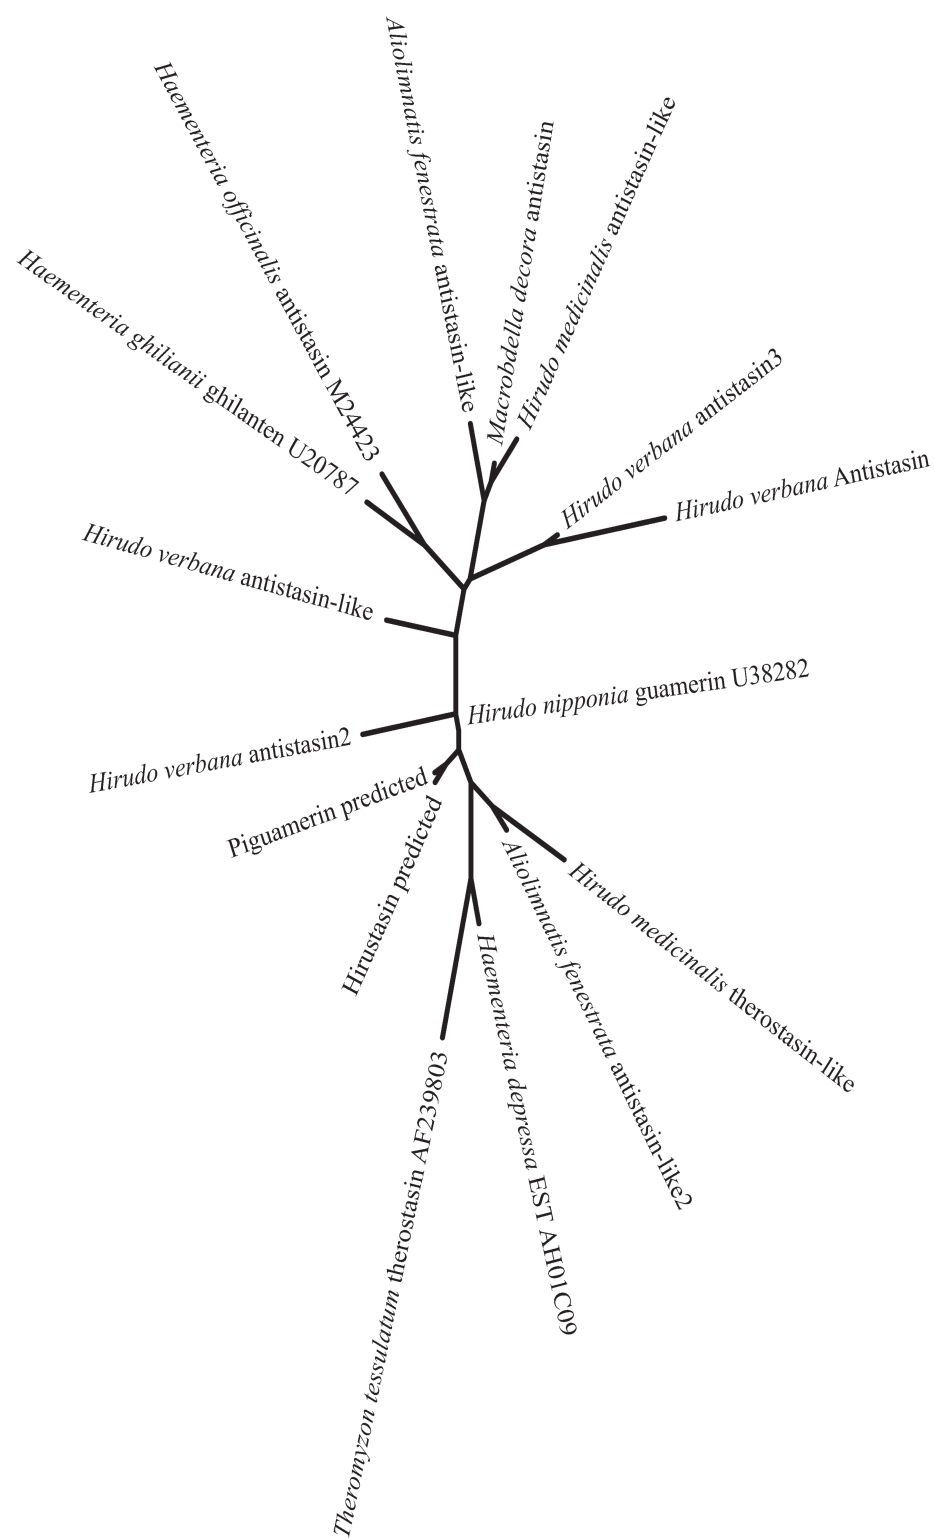 Aliolimnatis fenestrata antistasin-like
Haementeria officinalis antistasin M24423
Macrobdella decora antistasin
Hirudo medicinalis antistasin-like
Haementeria ghilianii ghilanten U20787
Hirudo verbana antistasin3
Hirudo verbana Antistasin
Hirudo verbana antistasin-like
Hirudo nipponia guamerin U38282
Hirudo verbana antistasin2
Piguamerin predicted
Hirustasin predicted
Aliolimnatis fenestrata antistasin-like2
Hirudo medicinalis therostasin-like
Haementeria depressa EST AH01C09
Theromyzon tessulatum therostasin AF239803